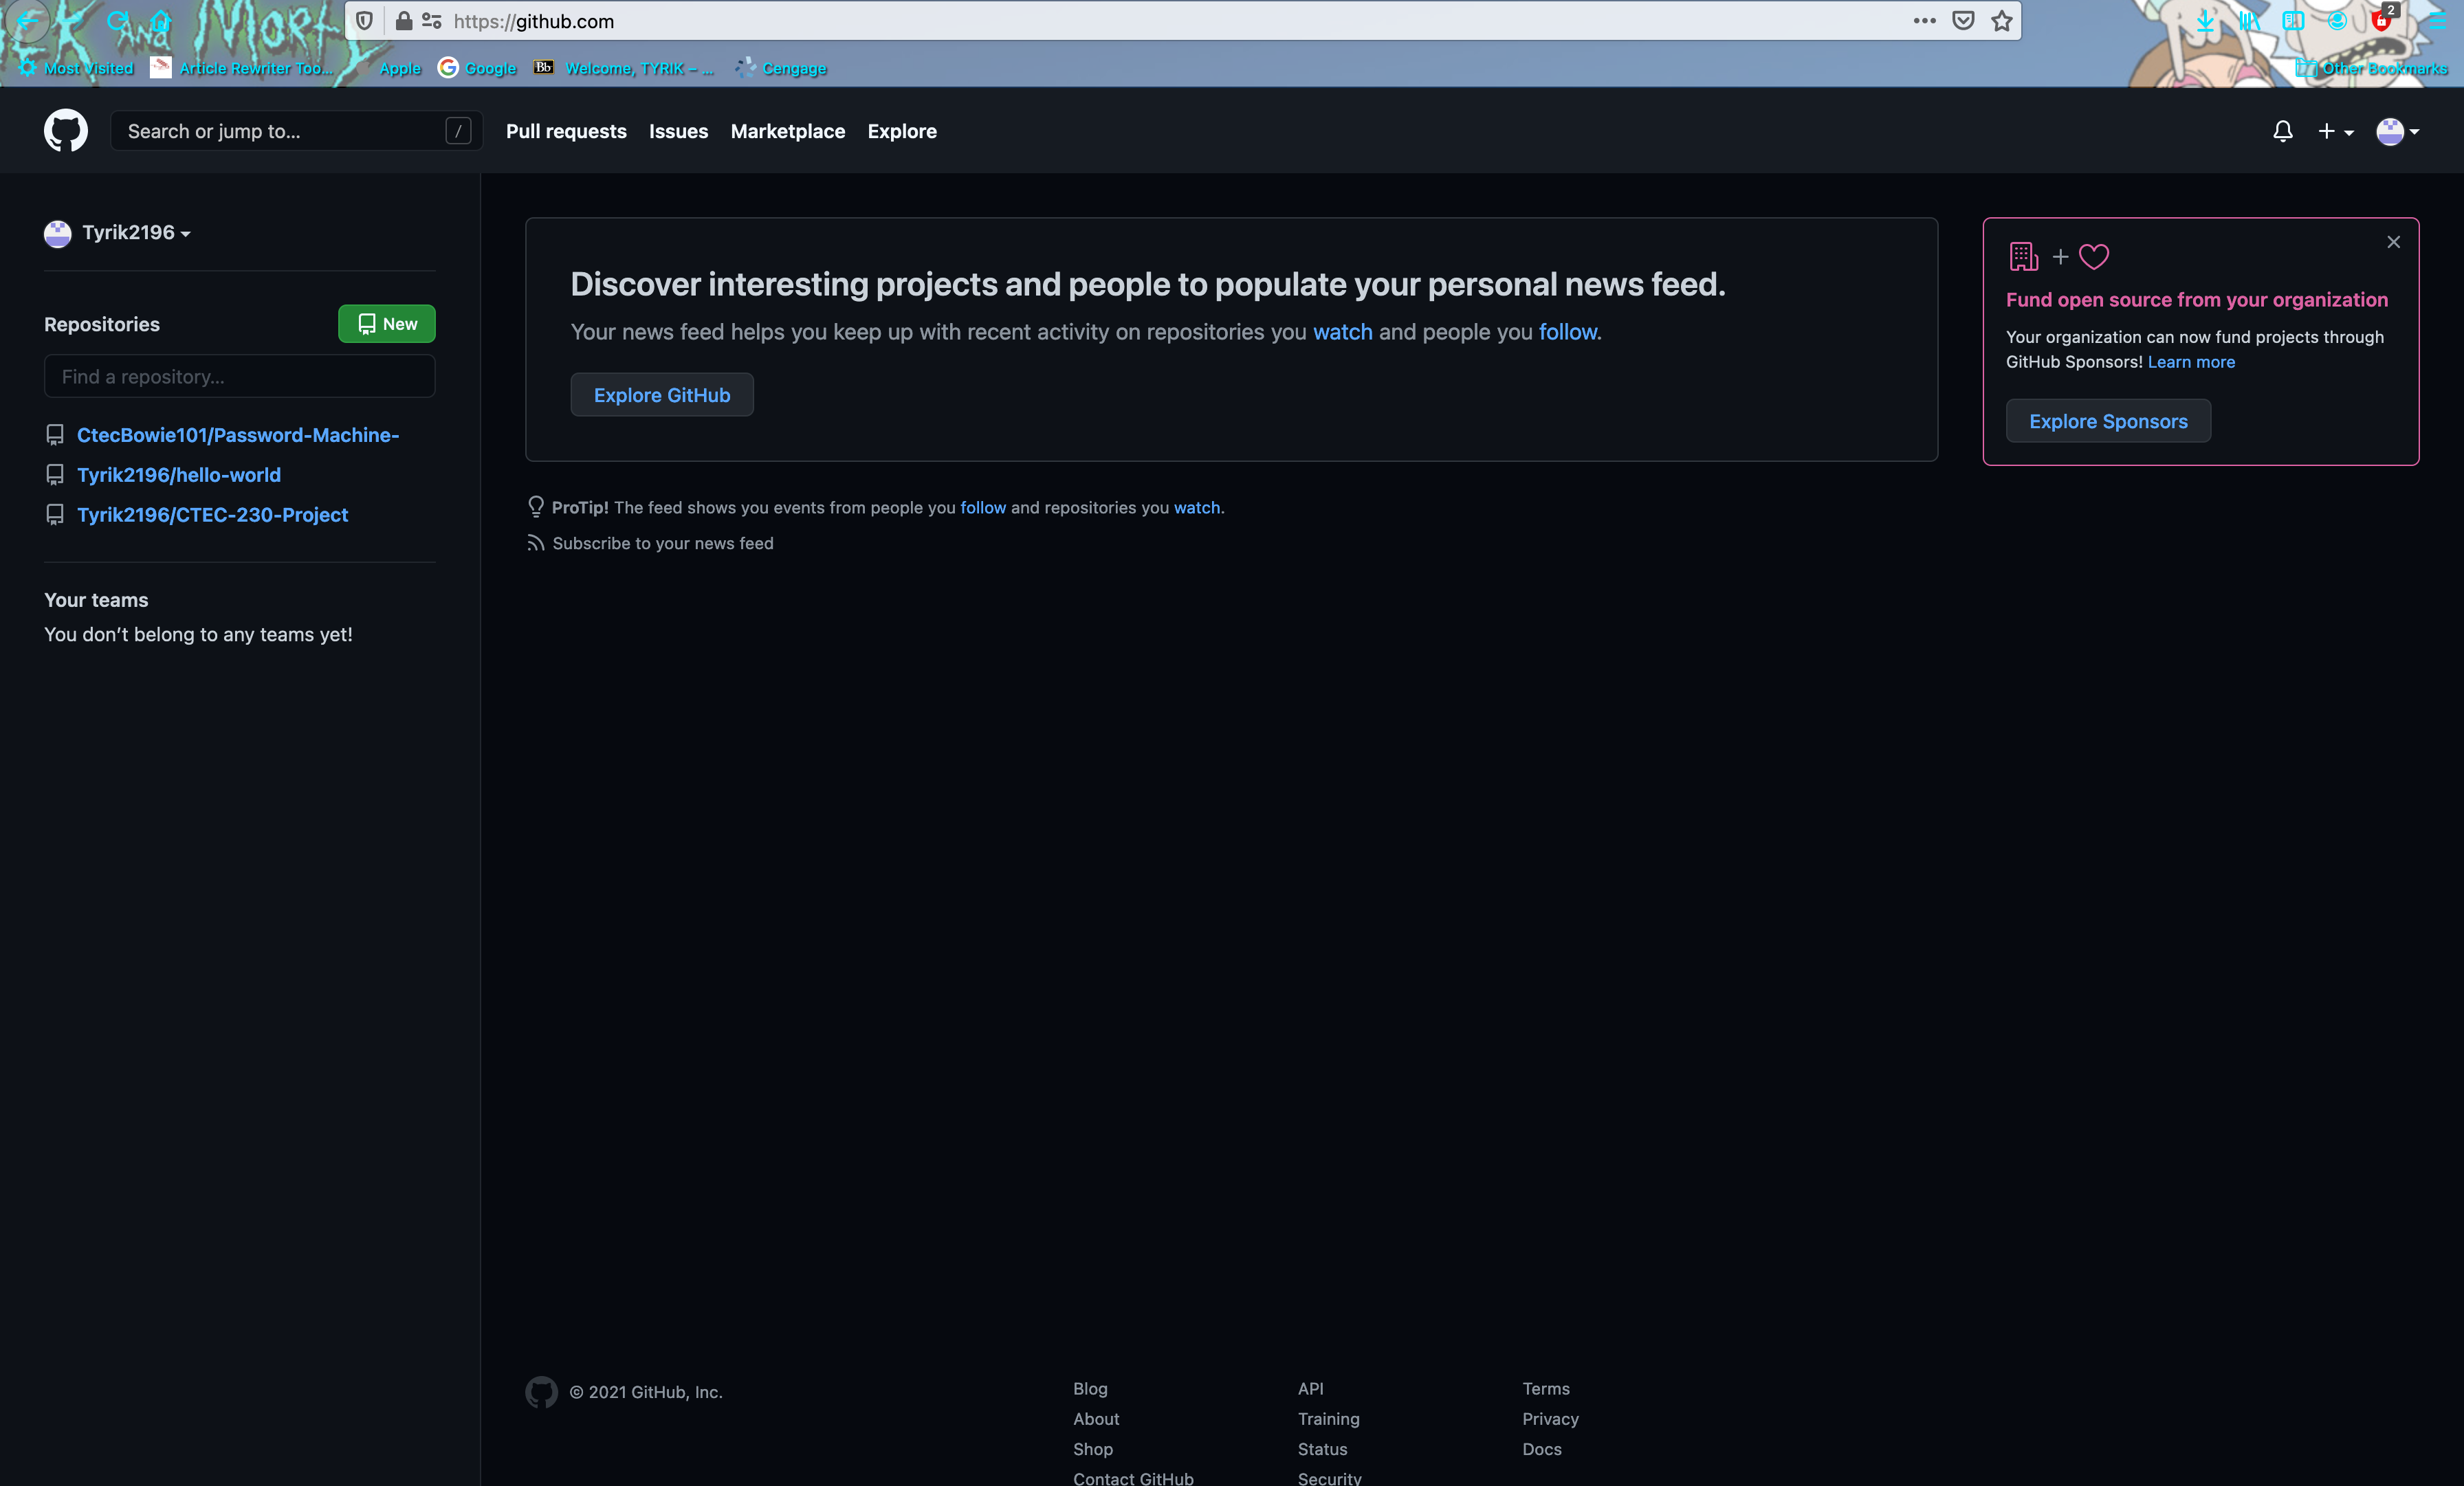 EK AND MORTY
https://github.com
2
Most Visited
Article Rewriter Too...
Apple
Google
Bb
Welcome, TYRIK – ...
Cengage
Other Bookmarks
Search or jump to...
/
Pull requests
Issues
Marketplace
Explore
Tyrik2196
Repositories
New
Find a repository...
CtecBowie101/Password-Machine-
Tyrik2196/hello-world
Tyrik2196/CTEC-230-Project
Your teams
You don’t belong to any teams yet!
Discover interesting projects and people to populate your personal news feed.
Your news feed helps you keep up with recent activity on repositories you watch and people you follow.
Explore GitHub
ProTip! The feed shows you events from people you follow and repositories you watch.
Subscribe to your news feed
Fund open source from your organization
Your organization can now fund projects through
GitHub Sponsors! Learn more
Explore Sponsors
© 2021 GitHub, Inc.
Blog
About
Shop
Contact GitHub
API
Training
Status
Security
Terms
Privacy
Docs